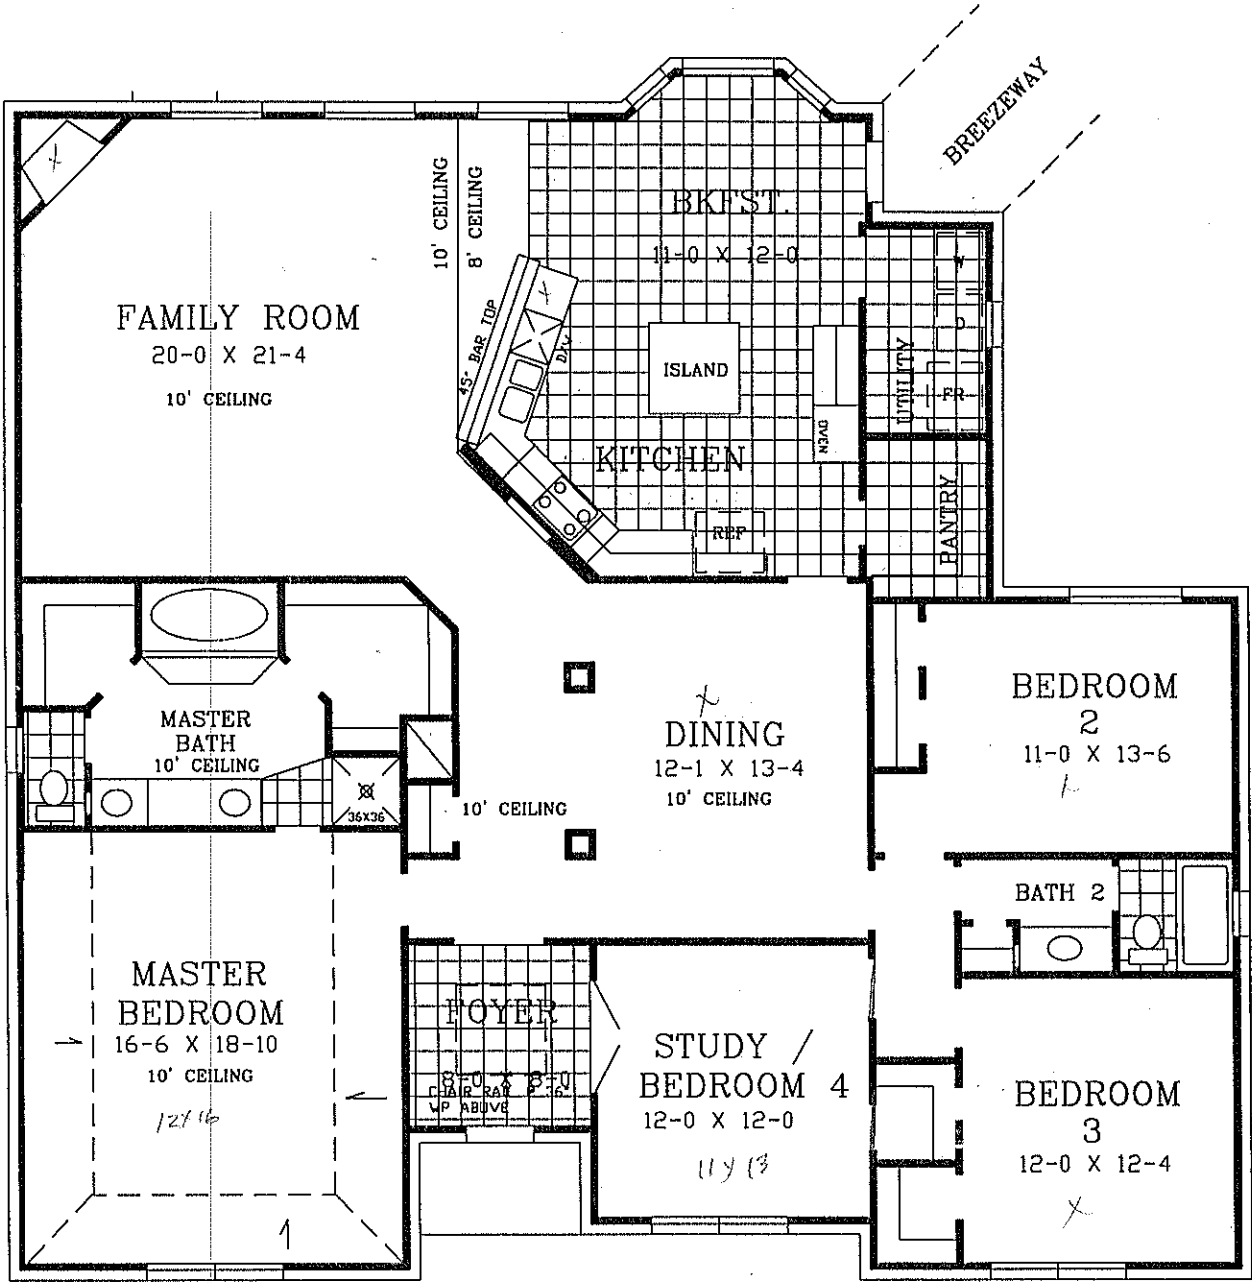 BREEZEWAY
10' CEILING
8' CEILING
BKFST.
11-0 X 12-0
W
D
FR
UTILITY
FAMILY ROOM
20-0 X 21-4
10' CEILING
45" BAR TOP
D/W
ISLAND
OVEN
KITCHEN
REF
PANTRY
MASTER
BATH
10' CEILING
36X36
10' CEILING
X
DINING
12-1 X 13-4
10' CEILING
BEDROOM
2
11-0 X 13-6
BATH 2
MASTER
BEDROOM
16-6 X 18-10
10' CEILING
12X16
FOYER
8-0 X 8-0
CHAIR RAIL
WP ABOVE
STUDY /
BEDROOM 4
12-0 X 12-0
11 X 13
BEDROOM
3
12-0 X 12-4
X